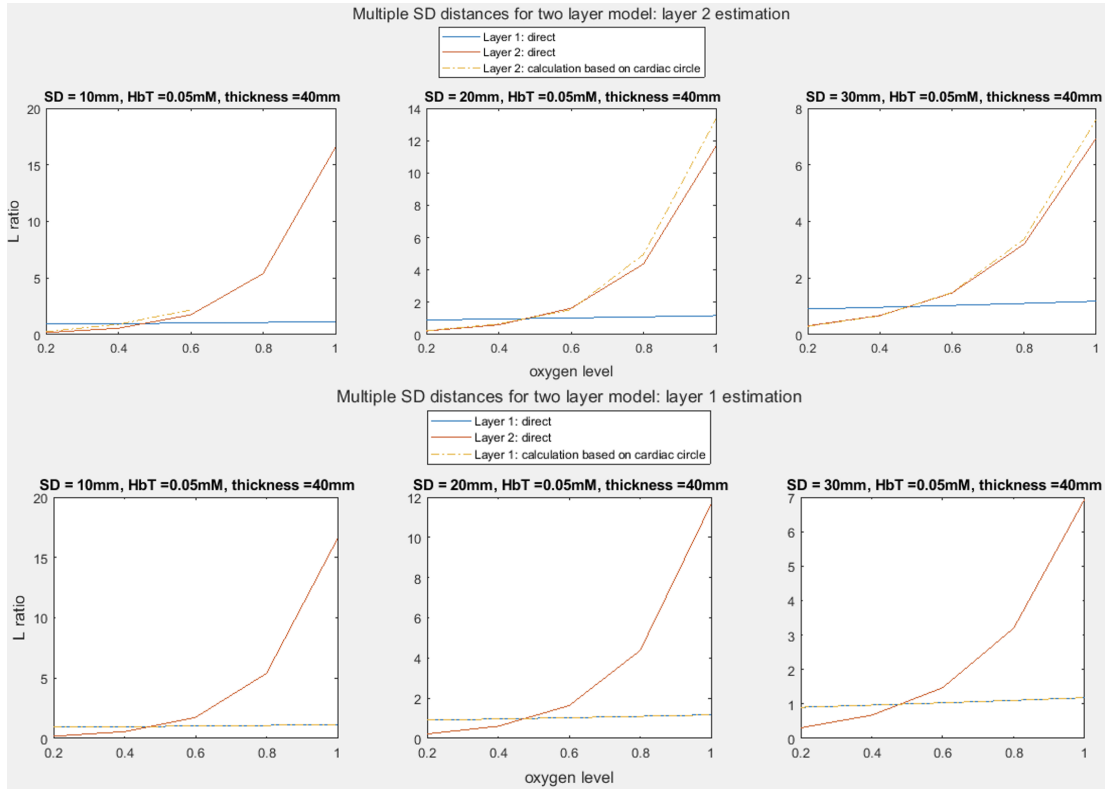 Multiple SD distances for two layer model: layer 2 estimation
Layer 1: direct
Layer 2: direct
Layer 2: calculation based on cardiac circle
SD = 10mm, HbT =0.05mM, thickness =40mm
SD = 20mm, HbT =0.05mM, thickness =40mm
SD = 30mm, HbT =0.05mM, thickness =40mm
L ratio
20
15
10
5
0
0.2 0.4 0.6 0.8 1
14
12
10
8
6
4
2
0
0.2 0.4 0.6 0.8 1
8
6
4
2
0
0.2 0.4 0.6 0.8 1
oxygen level
Multiple SD distances for two layer model: layer 1 estimation
Layer 1: direct
Layer 2: direct
Layer 1: calculation based on cardiac circle
SD = 10mm, HbT =0.05mM, thickness =40mm
SD = 20mm, HbT =0.05mM, thickness =40mm
SD = 30mm, HbT =0.05mM, thickness =40mm
L ratio
20
15
10
5
0
0.2 0.4 0.6 0.8 1
12
10
8
6
4
2
0
0.2 0.4 0.6 0.8 1
7
6
5
4
3
2
1
0
0.2 0.4 0.6 0.8 1
oxygen level